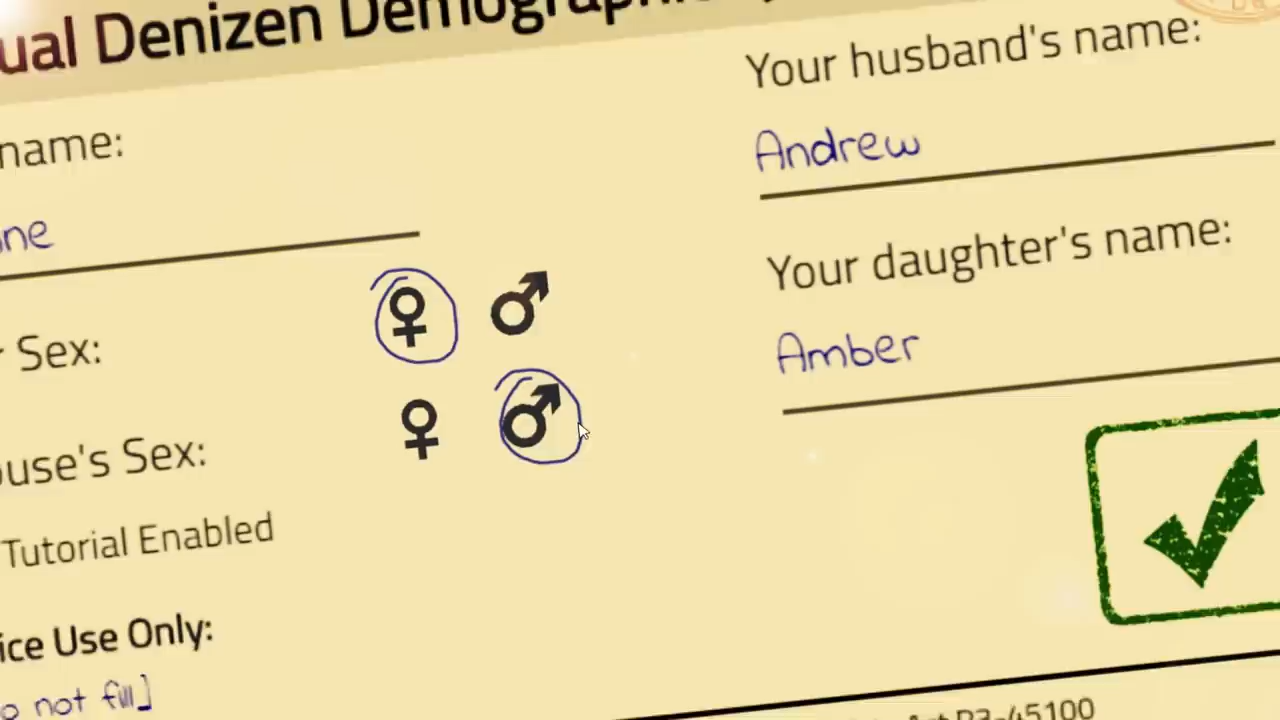 ual Denizen Demographic
name:
ne
Sex:
ouse's Sex:
Tutorial Enabled
ice Use Only:
o not fill]
Your husband's name:
Andrew
Your daughter's name:
Amber